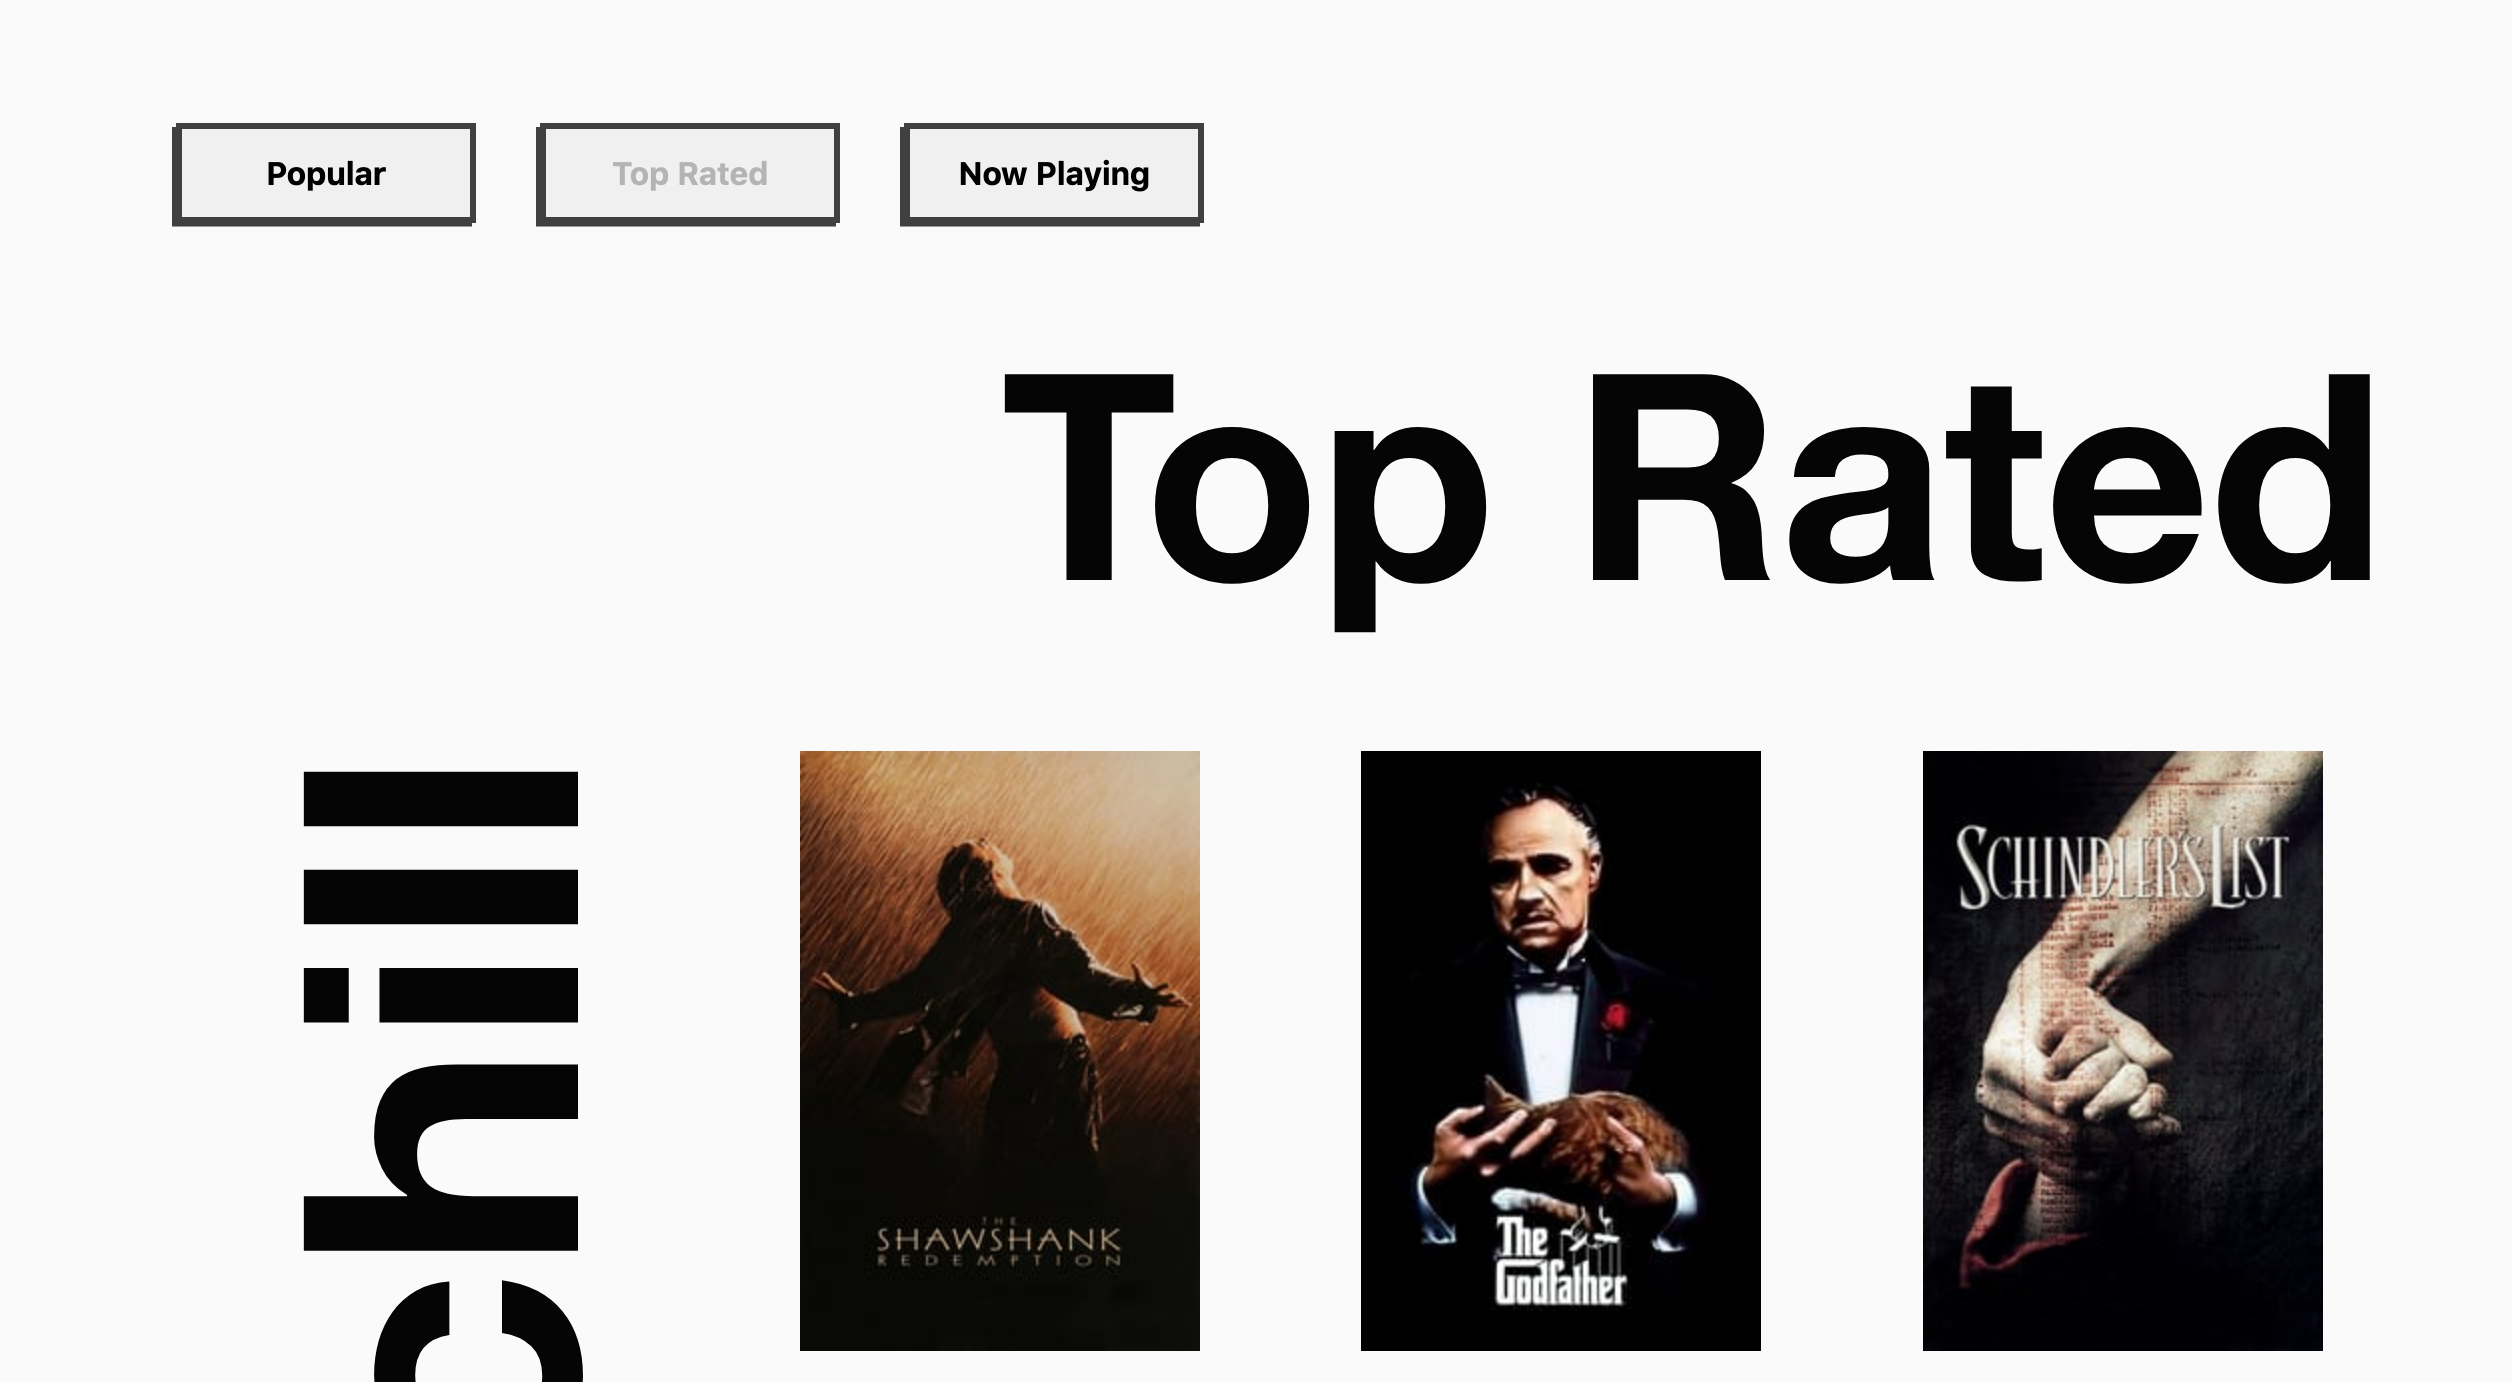 Popular
Top Rated
Now Playing
Top Rated
chill
THE
SHAWSHANK
REDEMPTION
The
Godfather
SCHINDLER'S LIST